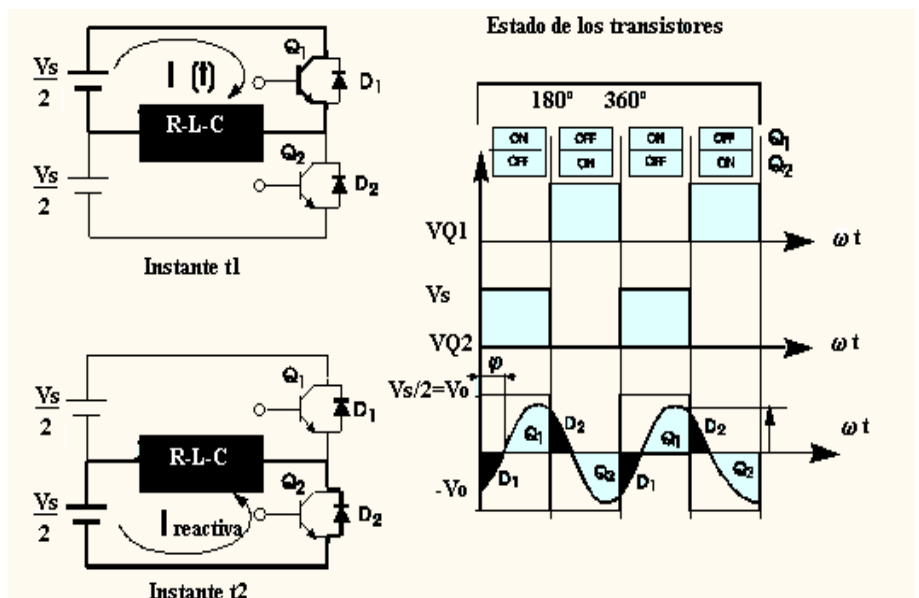 Estado de los transistores
Vs
2
I (t)
Q1
D1
R-L-C
Vs
2
Q2
D2
Instante t1
Vs
2
Q1
D1
R-L-C
Vs
2
Q2
D2
I reactiva
Instante t2
180º 360º
ON OFF ON OFF Q1
OFF ON OFF ON Q2
VQ1
ω t
Vs
VQ2
ω t
φ
Vs/2=Vo
D2 D2
Q1 Q1
ω t
D1 Q2 D1 Q2
-Vo